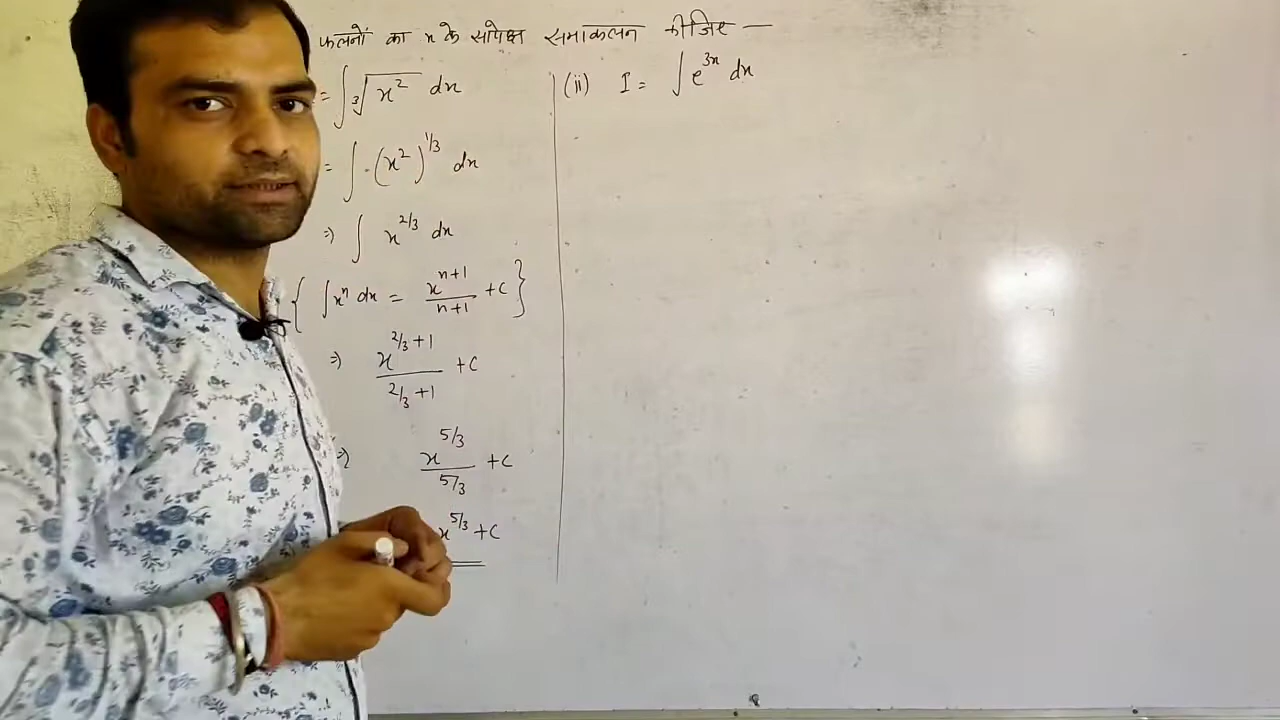 फलनों का x के सापेक्ष समाकलन कीजिए —
= ∫ ∛x² dx
= ∫ (x²)^1/3 dx
⇒ ∫ x^2/3 dx
{ ∫xⁿ dx = x^n+1 / n+1 + c }
⇒ x^2/3+1 / 2/3+1 + c
⇒ x^5/3 / 5/3 + c
x^5/3 + c
(ii) I = ∫ e^3x dx